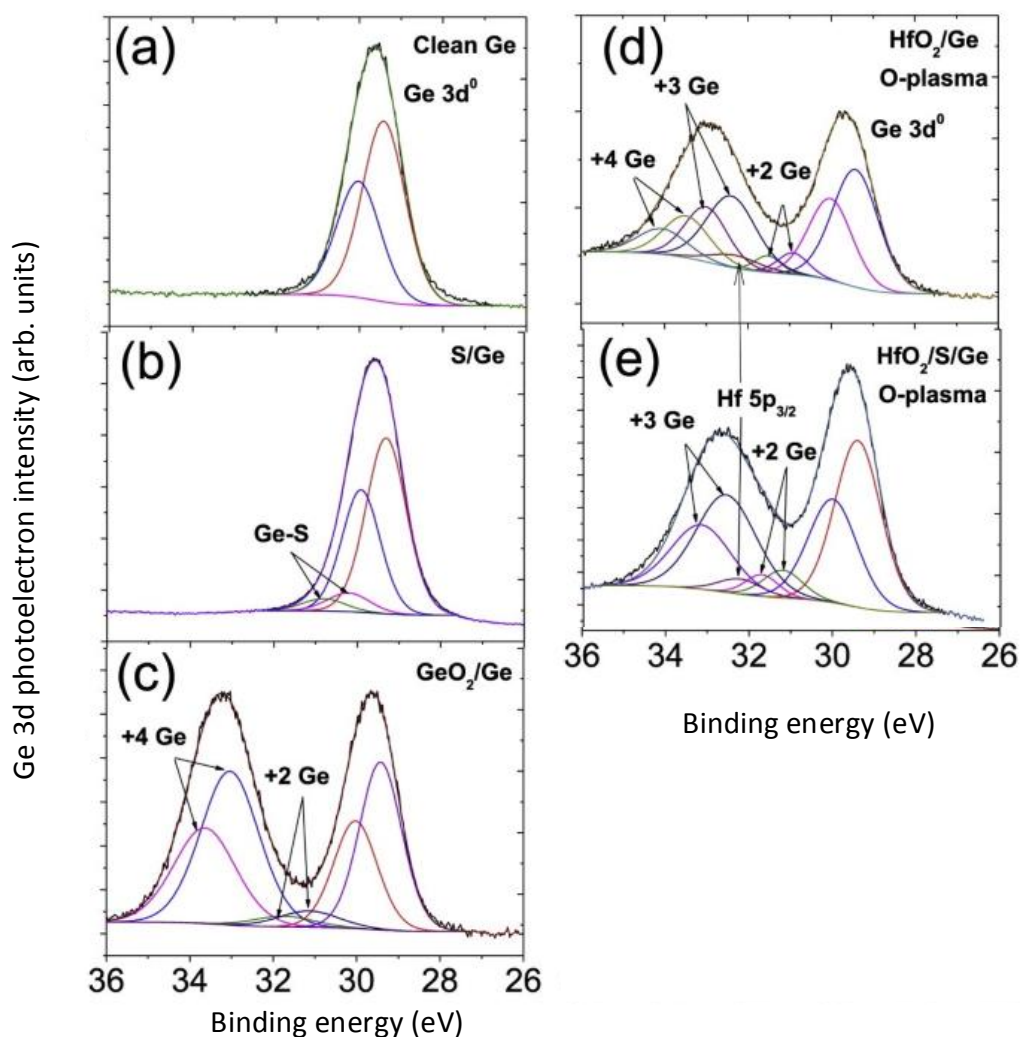 Ge 3d photoelectron intensity (arb. units)
(a)
Clean Ge
Ge 3d⁰
(b)
S/Ge
Ge-S
(c)
GeO₂/Ge
+4 Ge
+2 Ge
36 34 32 30 28 26
Binding energy (eV)
(d)
HfO₂/Ge
O-plasma
+3 Ge
Ge 3d⁰
+4 Ge
+2 Ge
(e)
HfO₂/S/Ge
O-plasma
Hf 5p₃/₂
+3 Ge
+2 Ge
36 34 32 30 28 26
Binding energy (eV)